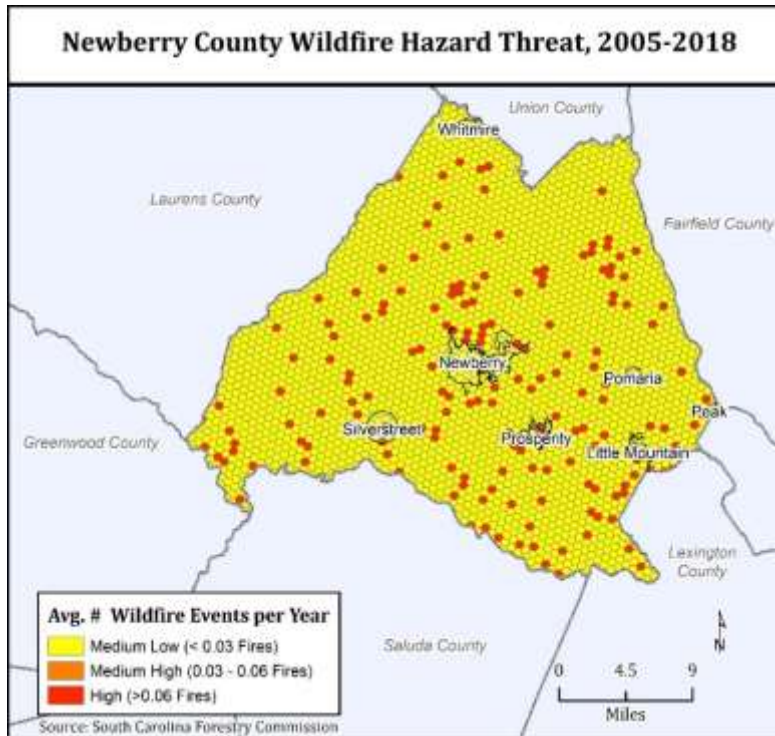 Newberry County Wildfire Hazard Threat, 2005-2018
Union County
Whitmire
Laurens County
Fairfield County
Newberry
Pomaria
Peak
Silverstreet
Greenwood County
Prosperity
Little Mountain
Lexington
County
Avg. # Wildfire Events per Year
Medium Low (< 0.03 Fires)
Medium High (0.03 - 0.06 Fires)
High (>0.06 Fires)
Saluda County
N
0 4.5 9
Miles
Source: South Carolina Forestry Commission